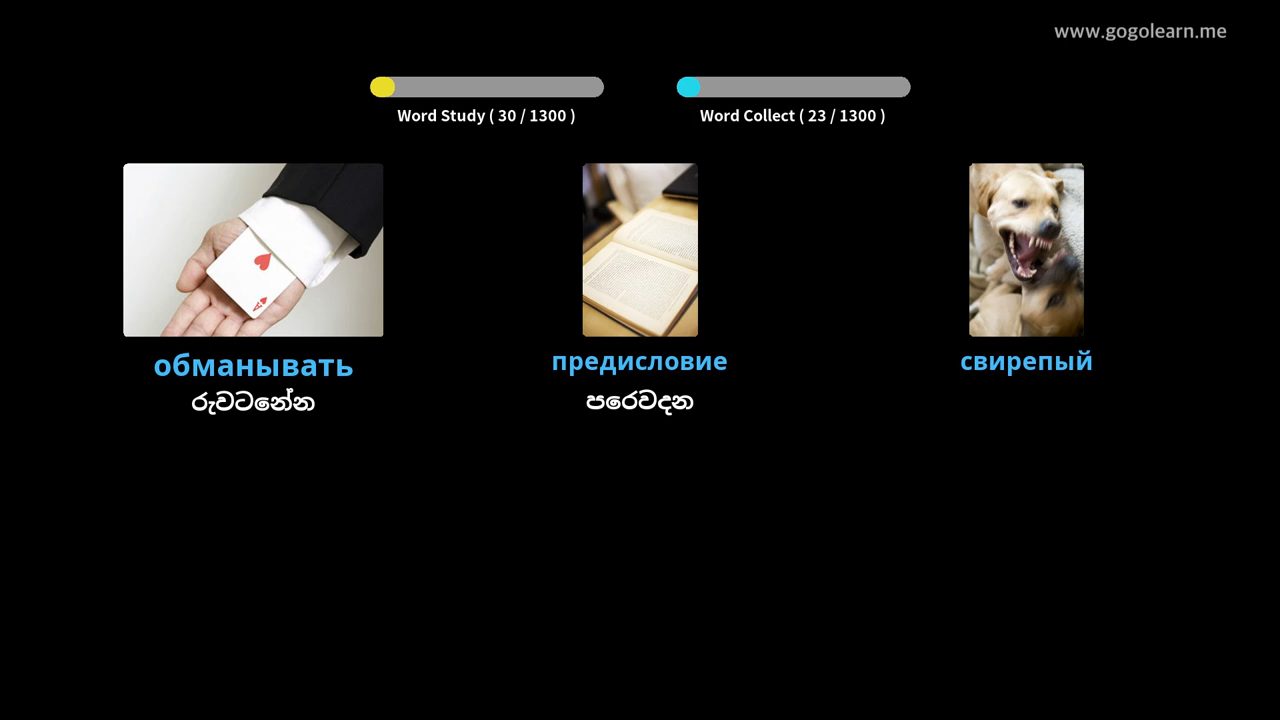 www.gogolearn.me
Word Study ( 30 / 1300 )
Word Collect ( 23 / 1300 )
обманывать
предисловие
свирепый
රුවටනේන
පරෙවදන